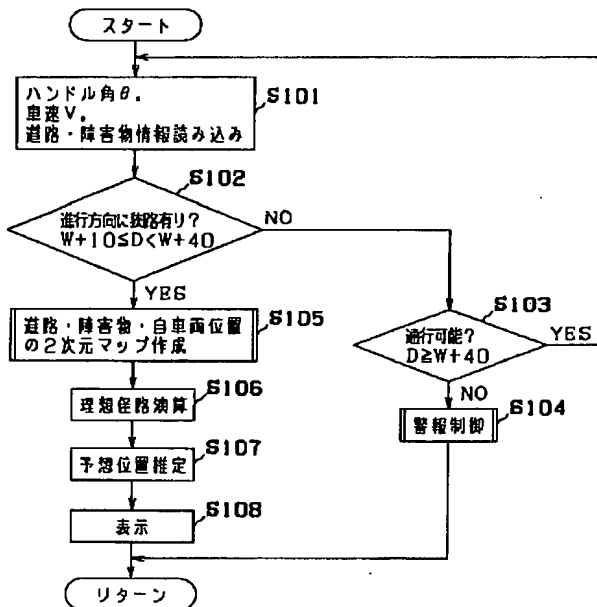 スタート
ハンドル角θ,
車速V,
道路・障害物情報読み込み
S101
S102
進行方向に狭路有り?
W+10≦D<W+40
NO
YES
S103
通行可能?
D≧W+40
YES
NO
道路・障害物・自車両位置
の2次元マップ作成
S105
S104
警報制御
S106
理想経路演算
S107
予想位置推定
S108
表示
リターン